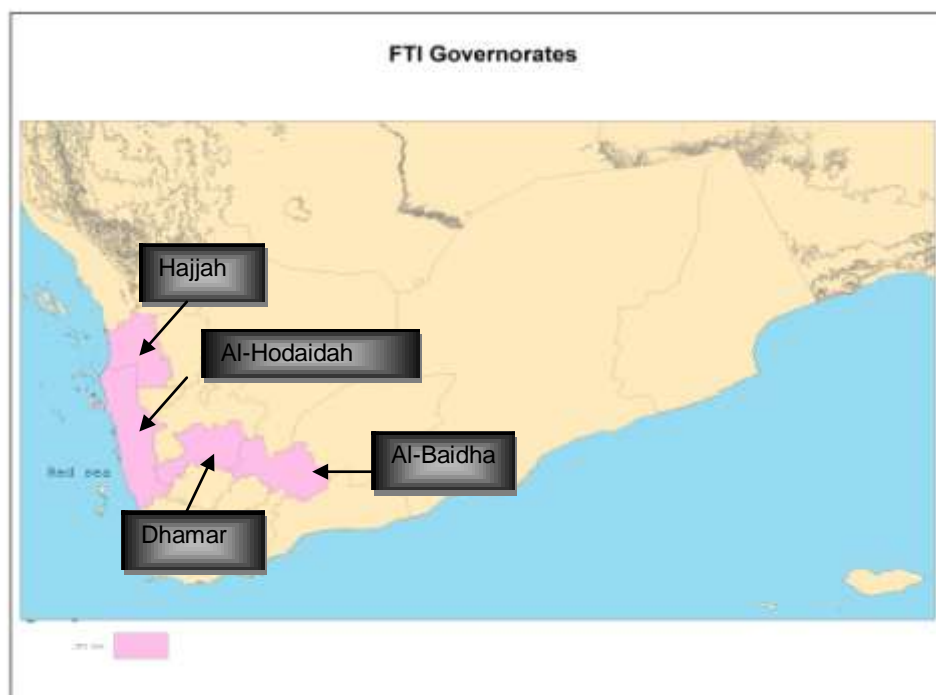 FTI Governorates
Hajjah
Al-Hodaidah
Al-Baidha
Red sea
Dhamar